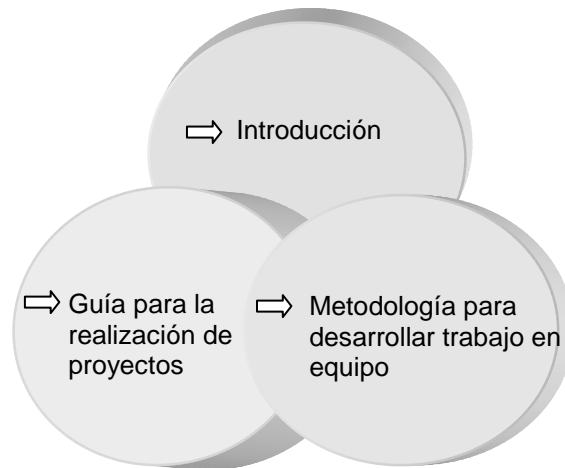 Introducción
Guía para la
realización de
proyectos
Metodología para
desarrollar trabajo en
equipo